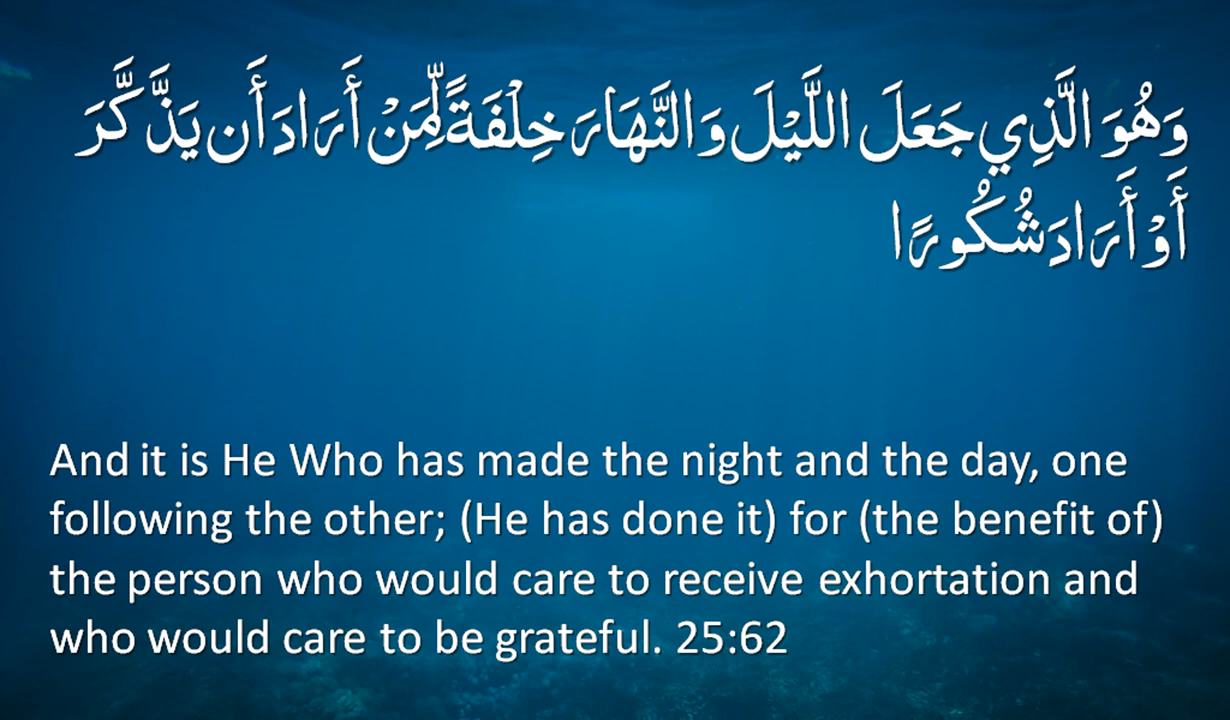 وَهُوَ الَّذِي جَعَلَ اللَّيْلَ وَالنَّهَارَ خِلْفَةً لِّمَنْ أَرَادَ أَن يَذَّكَّرَ
أَوْ أَرَادَ شُكُورًا
And it is He Who has made the night and the day, one
following the other; (He has done it) for (the benefit of)
the person who would care to receive exhortation and
who would care to be grateful. 25:62